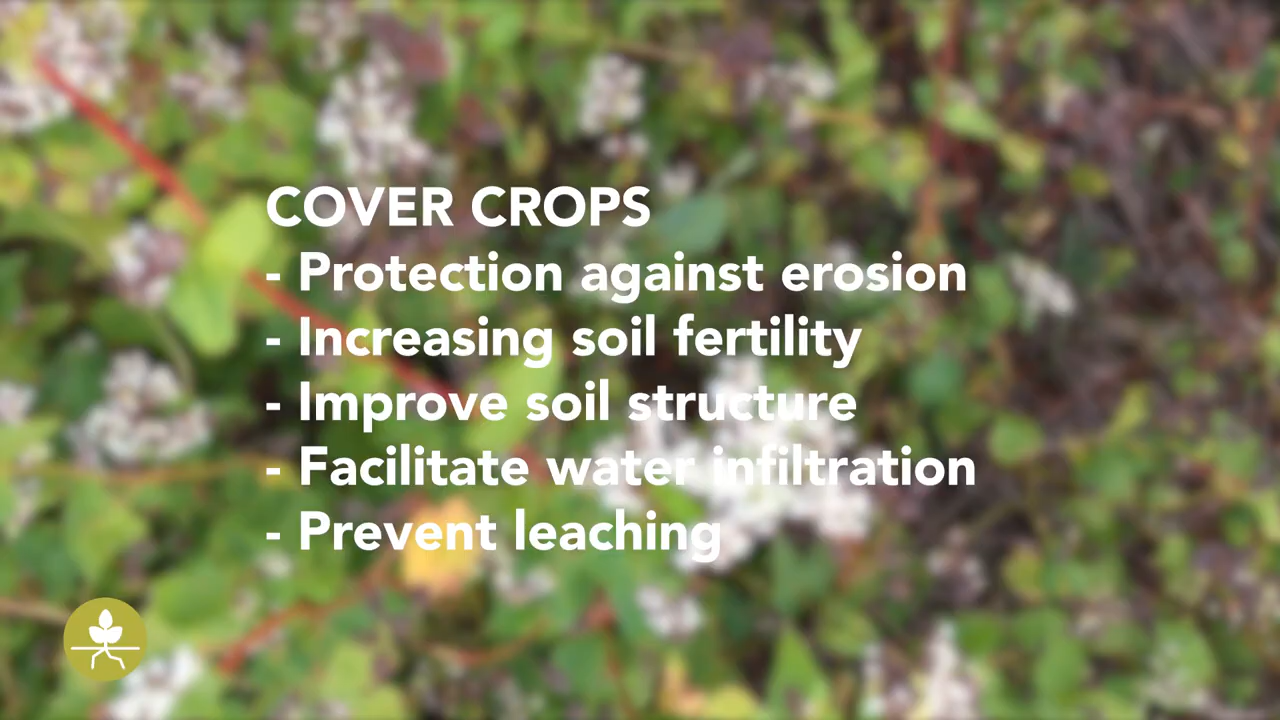 COVER CROPS
- Protection against erosion
- Increasing soil fertility
- Improve soil structure
- Facilitate water infiltration
- Prevent leaching